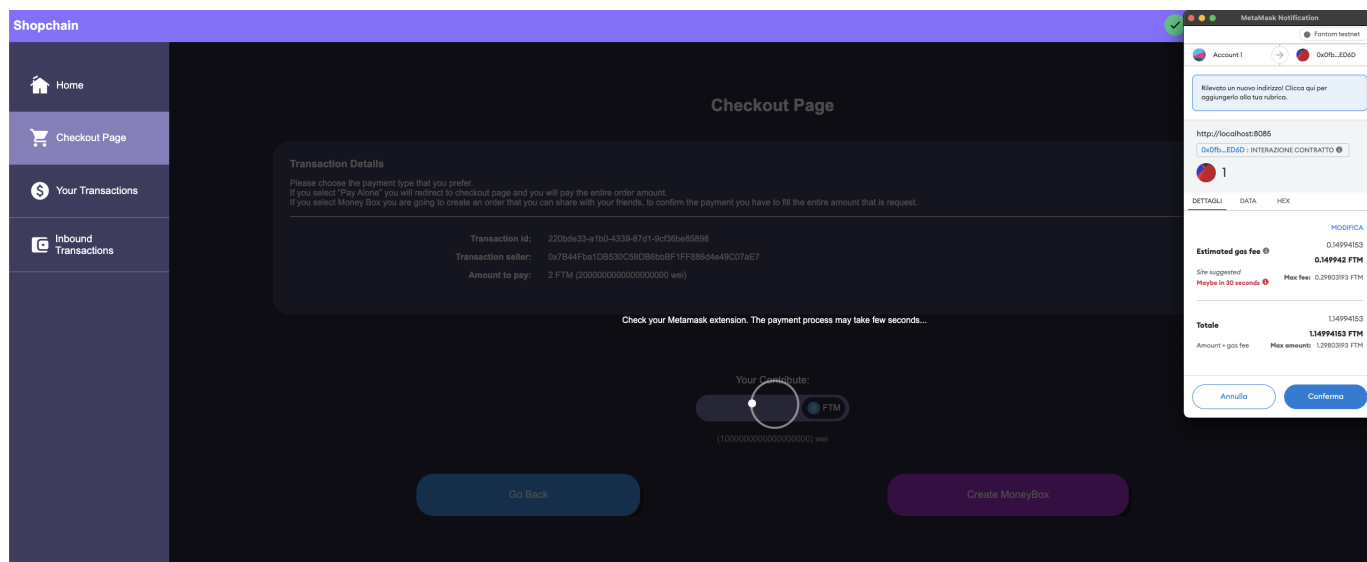 Shopchain
Home
Checkout Page
Your Transactions
Inbound
Transactions
Checkout Page
Transaction Details
Please choose the payment type that you prefer.
If you select "Pay Alone" you will redirect to checkout page and you will pay the entire order amount.
If you select Money Box you are going to create an order that you can share with your friends, to confirm the payment you have to fill the entire amount that is request.
Transaction id: 220bde33-a1b0-4339-87d1-9cf36be85898
Transaction seller: 0x7B44Fba1DB530C59DB6bbBF1FF886d4e49C07aE7
Amount to pay: 2 FTM (2000000000000000000 wei)
Check your Metamask extension. The payment process may take few seconds...
Your Contribute:
FTM
(1000000000000000000) wei
Go Back
Create MoneyBox
MetaMask Notification
Fantom testnet
Account 1
0x0fb...ED6D
Rilevato un nuovo indirizzo! Clicca qui per
aggiungerlo alla tua rubrica.
http://localhost:8085
0x0fb...ED6D : INTERAZIONE CONTRATTO
1
DETTAGLI DATA HEX
MODIFICA
0.14994153
Estimated gas fee
0.149942 FTM
Site suggested
Max fee: 0.29803193 FTM
Maybe in 30 seconds
1.14994153
Totale
1.14994153 FTM
Amount + gas fee Max amount: 1.29803193 FTM
Annulla
Conferma